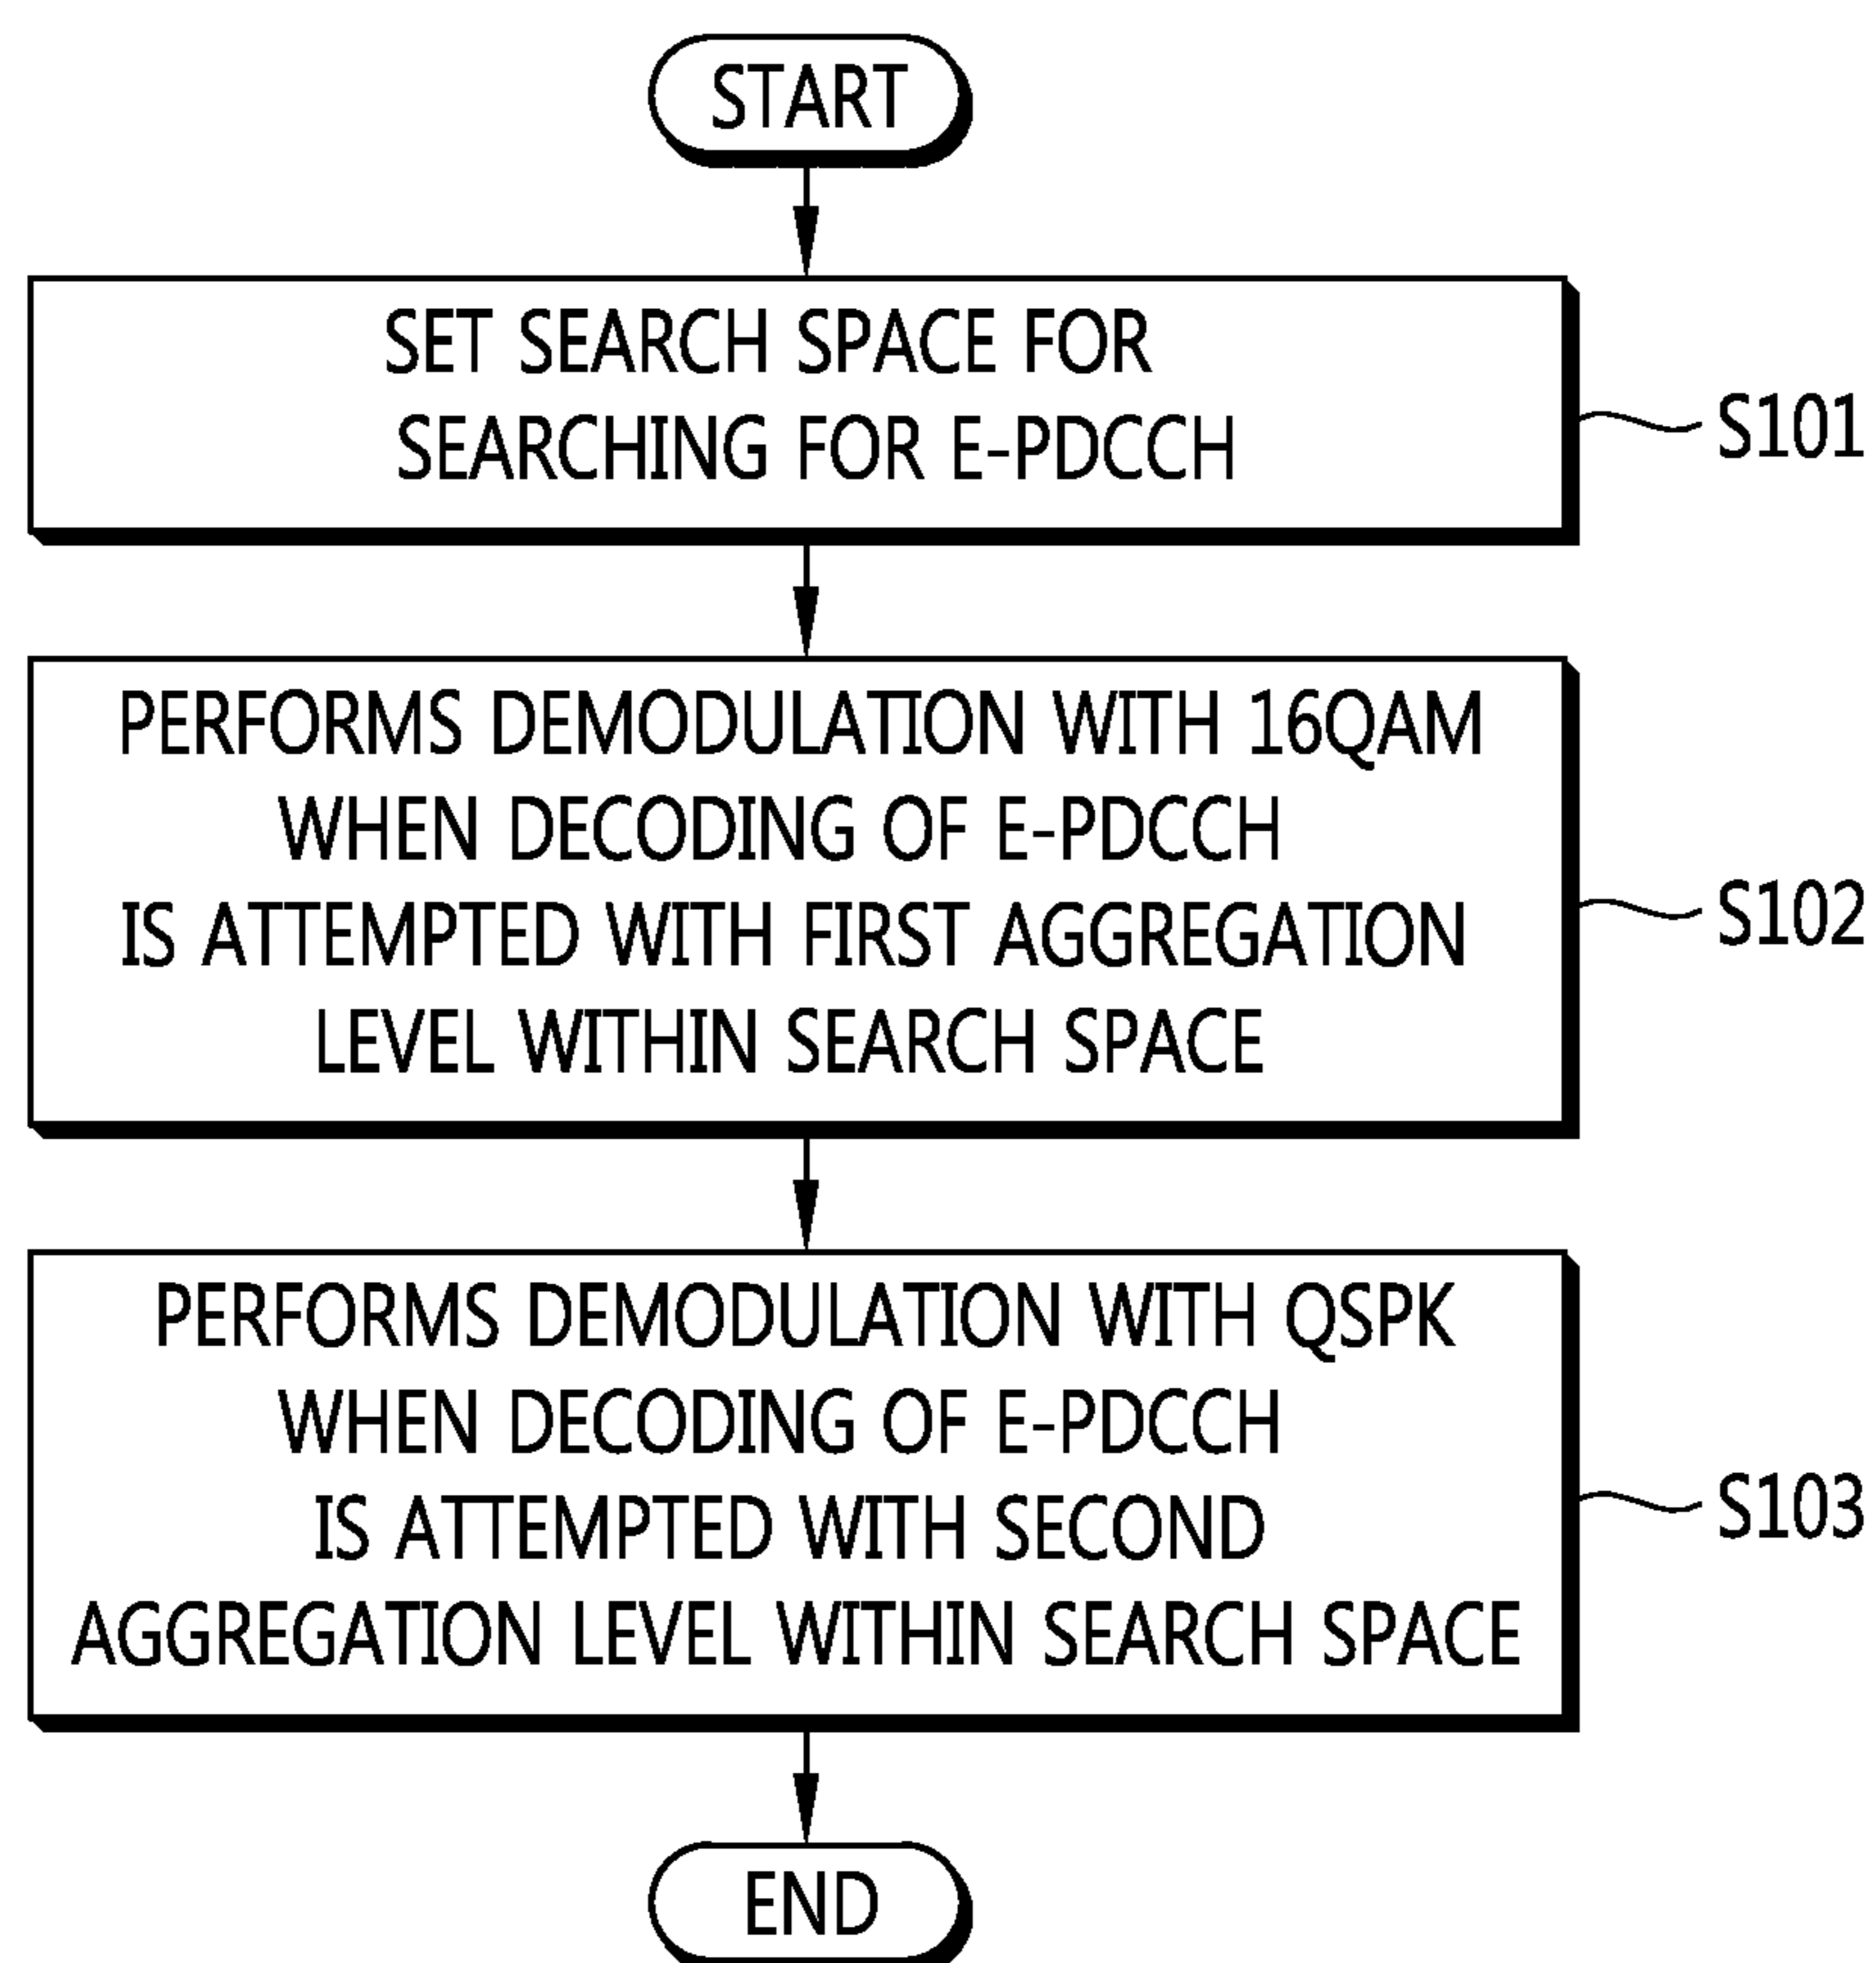 START
SET SEARCH SPACE FOR
SEARCHING FOR E-PDCCH
S101
PERFORMS DEMODULATION WITH 16QAM
WHEN DECODING OF E-PDCCH
IS ATTEMPTED WITH FIRST AGGREGATION
LEVEL WITHIN SEARCH SPACE
S102
PERFORMS DEMODULATION WITH QSPK
WHEN DECODING OF E-PDCCH
IS ATTEMPTED WITH SECOND
AGGREGATION LEVEL WITHIN SEARCH SPACE
S103
END